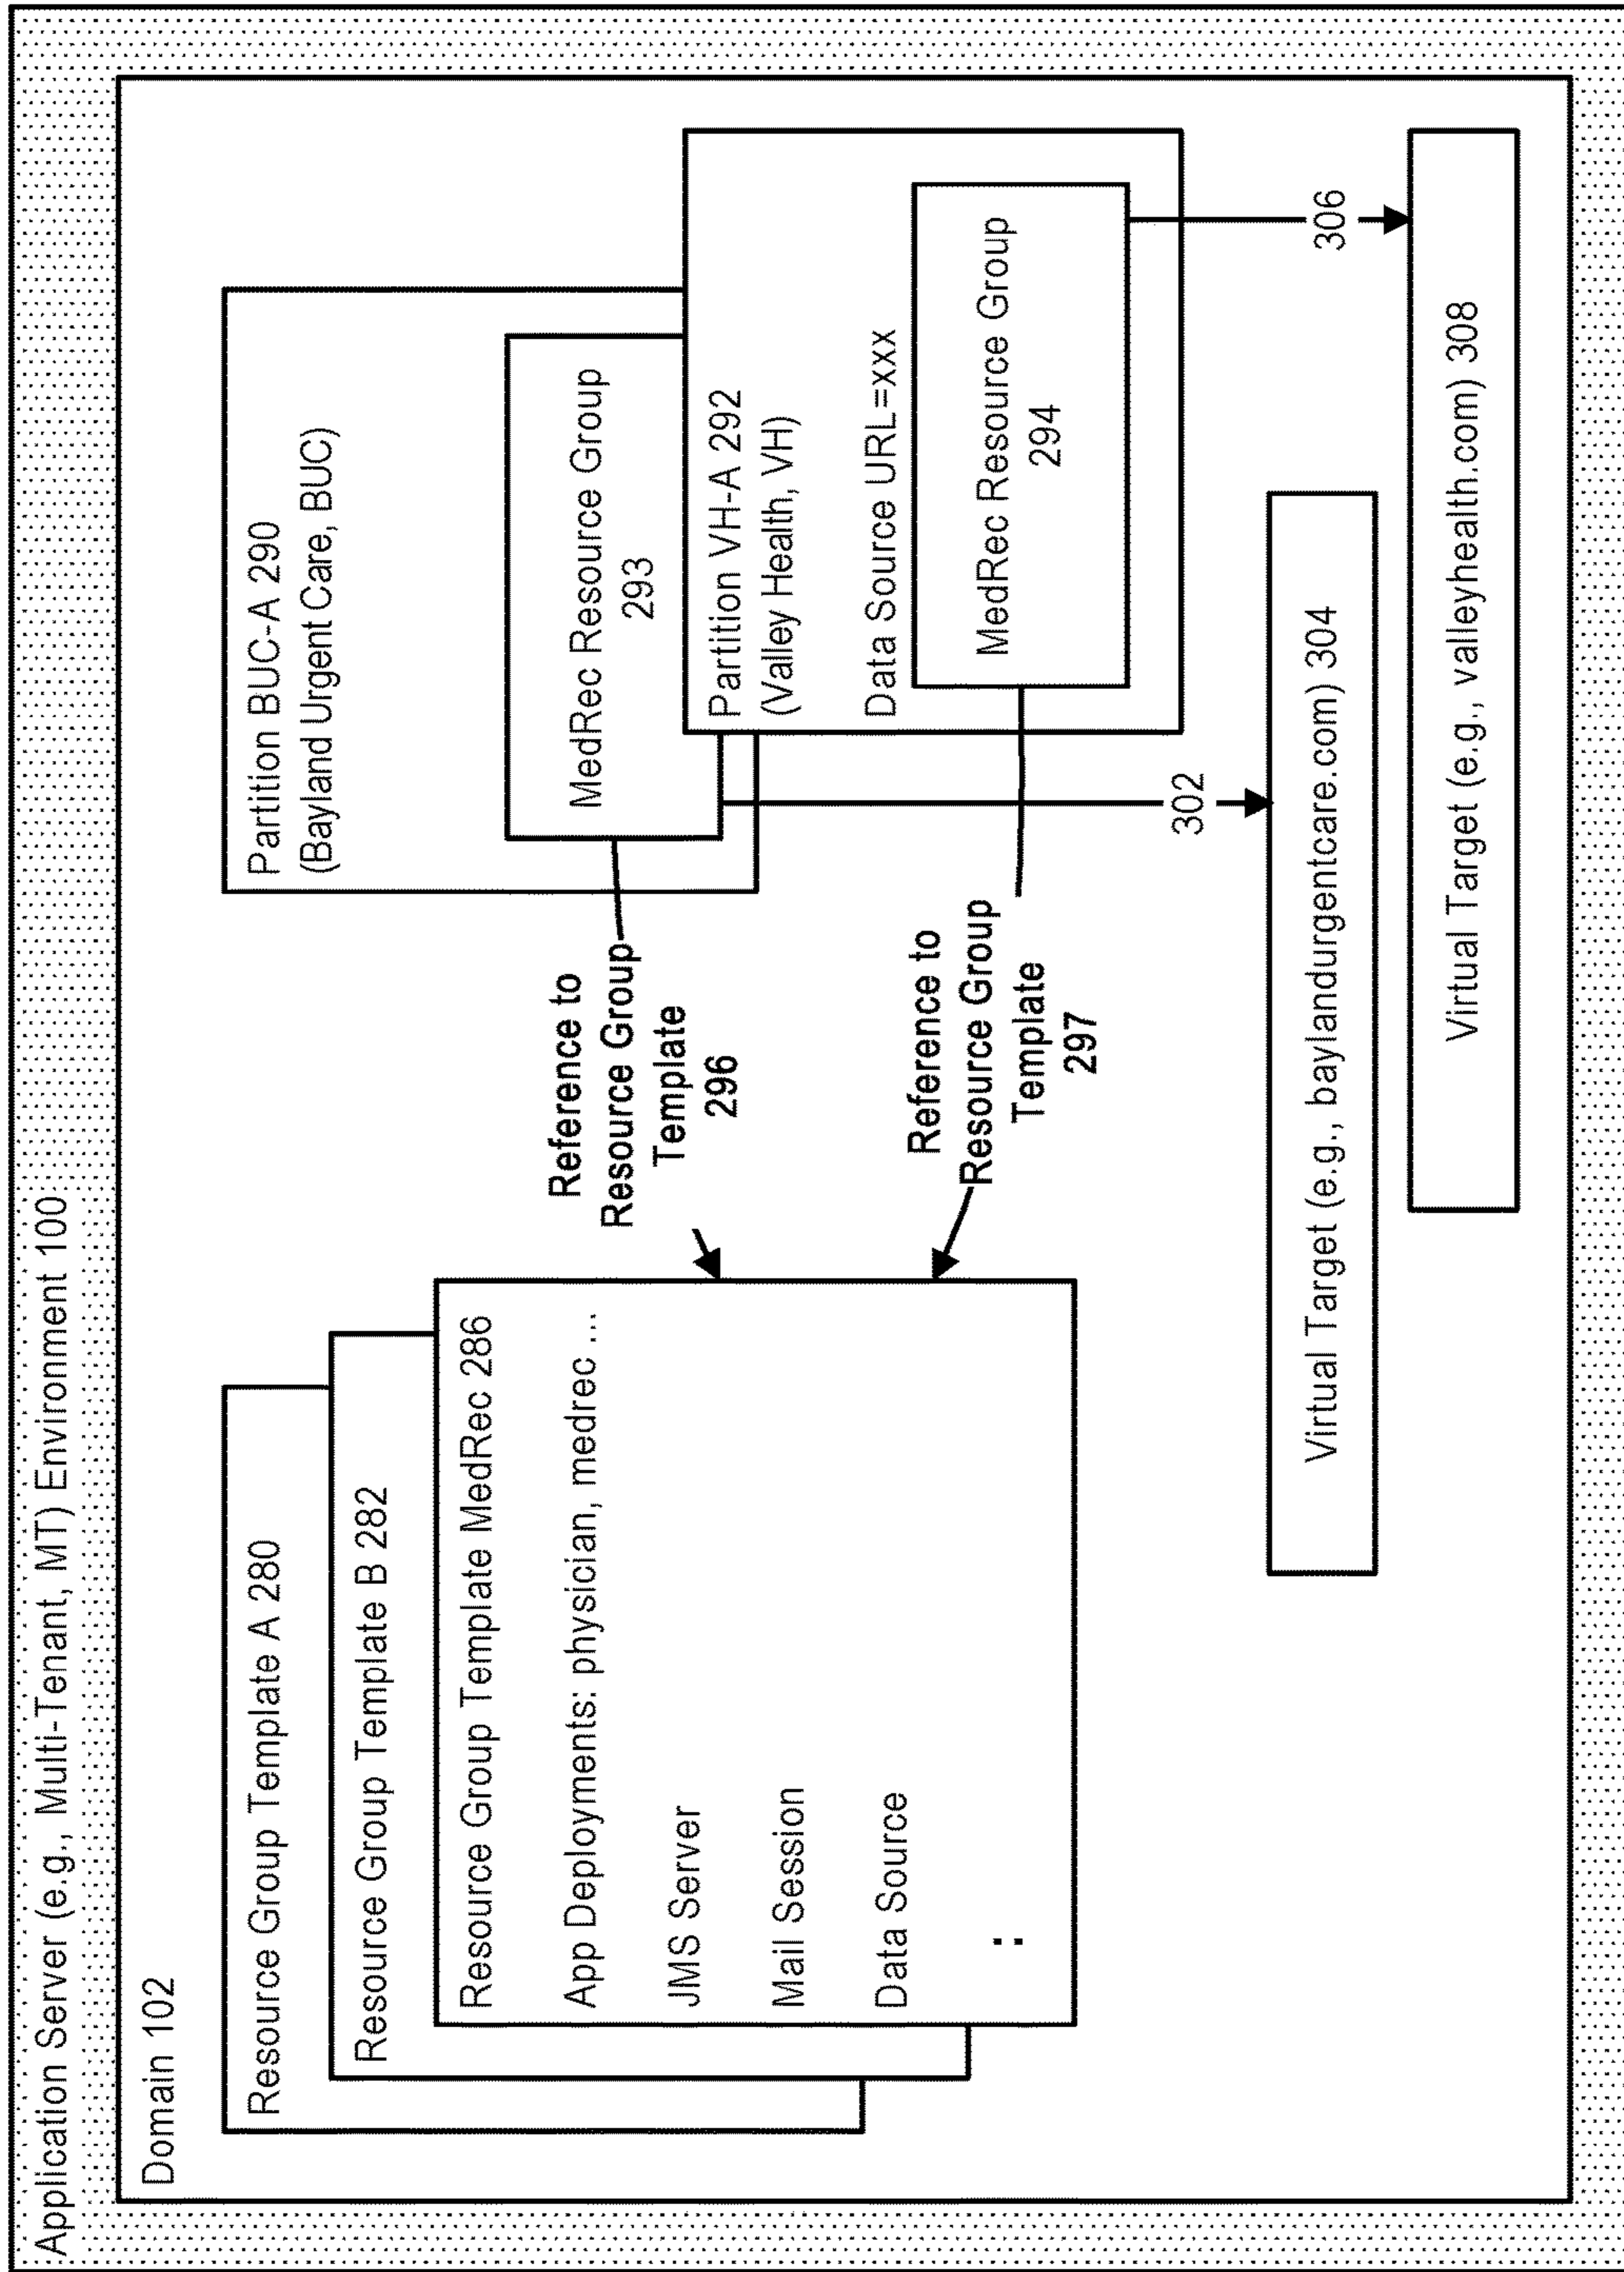 Application Server (e.g., Multi-Tenant, MT) Environment 100
Domain 102
Resource Group Template A 280
Resource Group Template B 282
Resource Group Template MedRec 286
App Deployments: physician, medrec ...
JMS Server
Mail Session
Data Source
:
Reference to
Resource Group
Template
296
Reference to
Resource Group
Template
297
Partition BUC-A 290
(Bayland Urgent Care, BUC)
MedRec Resource Group
293
Partition VH-A 292
(Valley Health, VH)
Data Source URL=xxx
MedRec Resource Group
294
302
306
Virtual Target (e.g., baylandurgentcare.com) 304
Virtual Target (e.g., valleyhealth.com) 308